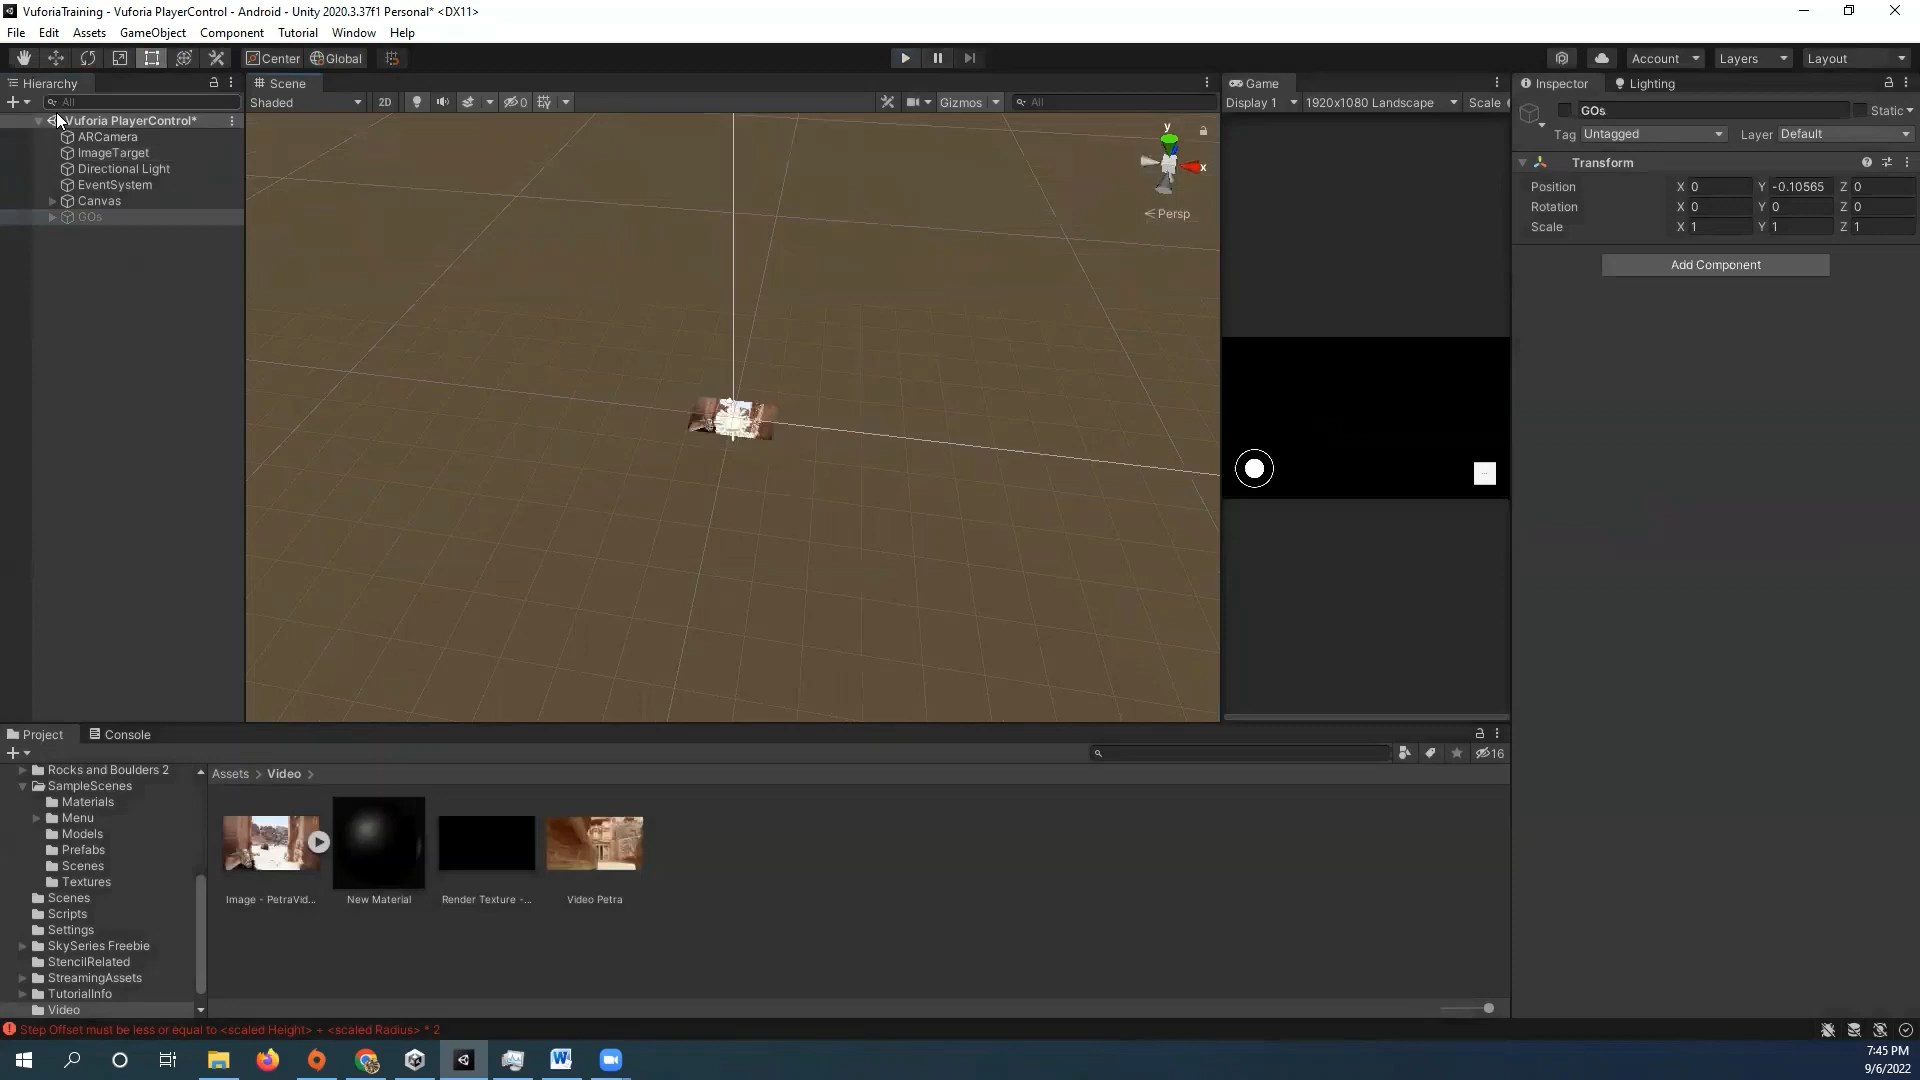 VuforiaTraining - Vuforia PlayerControl - Android - Unity 2020.3.37f1 Personal* <DX11>
File Edit Assets GameObject Component Tutorial Window Help
Center Global
Account Layers Layout
Hierarchy
All
Vuforia PlayerControl*
ARCamera
ImageTarget
Directional Light
EventSystem
Canvas
GOs
Scene
Shaded 2D 0 Gizmos All
y
x
Persp
Game
Display 1 1920x1080 Landscape Scale
Inspector Lighting
GOs Static
Tag Untagged Layer Default
Transform
Position X 0 Y -0.10565 Z 0
Rotation X 0 Y 0 Z 0
Scale X 1 Y 1 Z 1
Add Component
Project Console
16
Rocks and Boulders 2
SampleScenes
Materials
Menu
Models
Prefabs
Scenes
Textures
Scenes
Scripts
Settings
SkySeries Freebie
StencilRelated
StreamingAssets
TutorialInfo
Video
Assets > Video >
Image - PetraVid... New Material Render Texture -... Video Petra
Step Offset must be less or equal to <scaled Height> + <scaled Radius> * 2
7:45 PM
9/6/2022